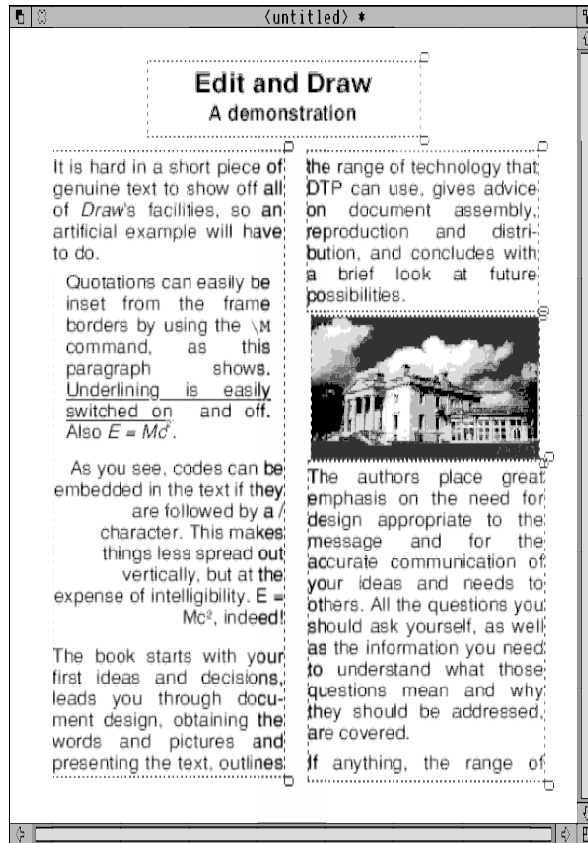 <untitled> *
Edit and Draw
A demonstration
It is hard in a short piece of
genuine text to show off all
of Draw's facilities, so an
artificial example will have
to do.
Quotations can easily be
inset from the frame
borders by using the \M
command, as this
paragraph shows.
Underlining is easily
switched on and off.
Also E = Mc².
As you see, codes can be
embedded in the text if they
are followed by a /
character. This makes
things less spread out
vertically, but at the
expense of intelligibility. E =
Mc², indeed!
The book starts with your
first ideas and decisions,
leads you through docu-
ment design, obtaining the
words and pictures and
presenting the text, outlines
the range of technology that
DTP can use, gives advice
on document assembly,
reproduction and distri-
bution, and concludes with
a brief look at future
possibilities.
The authors place great
emphasis on the need for
design appropriate to the
message and for the
accurate communication of
your ideas and needs to
others. All the questions you
should ask yourself, as well
as the information you need
to understand what those
questions mean and why
they should be addressed,
are covered.
If anything, the range of